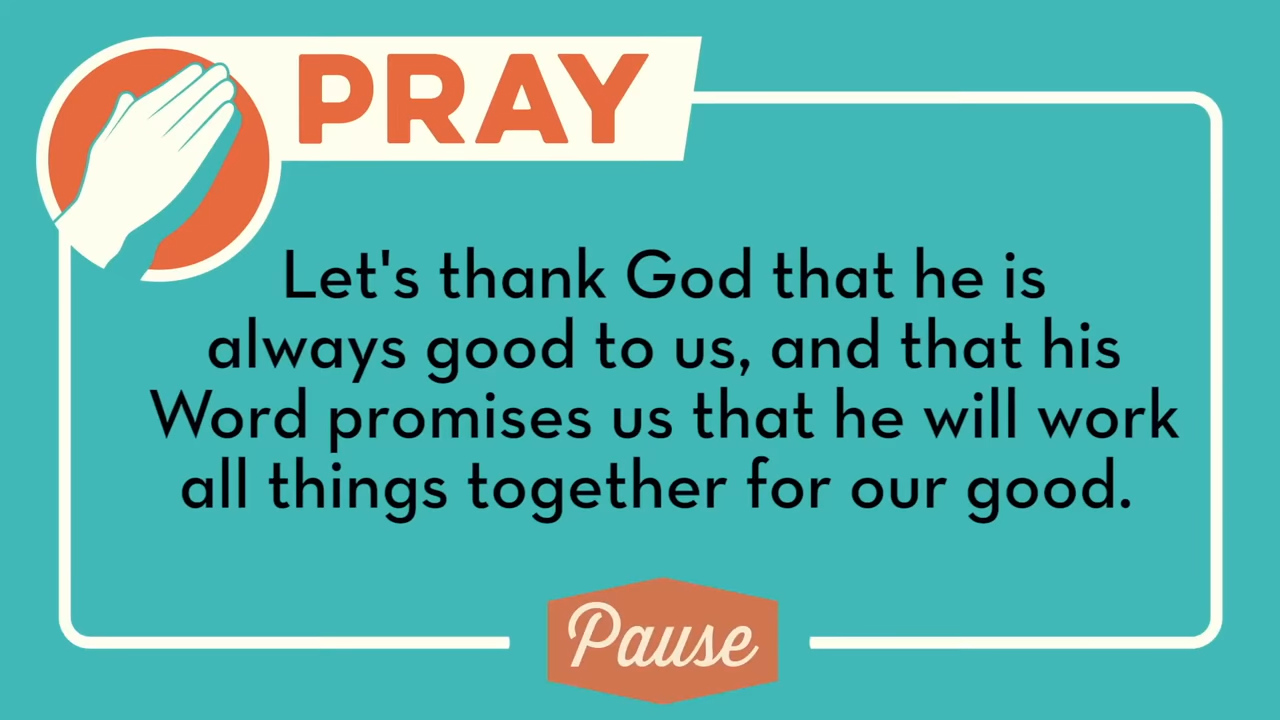 PRAY
Let's thank God that he is
always good to us, and that his
Word promises us that he will work
all things together for our good.
Pause